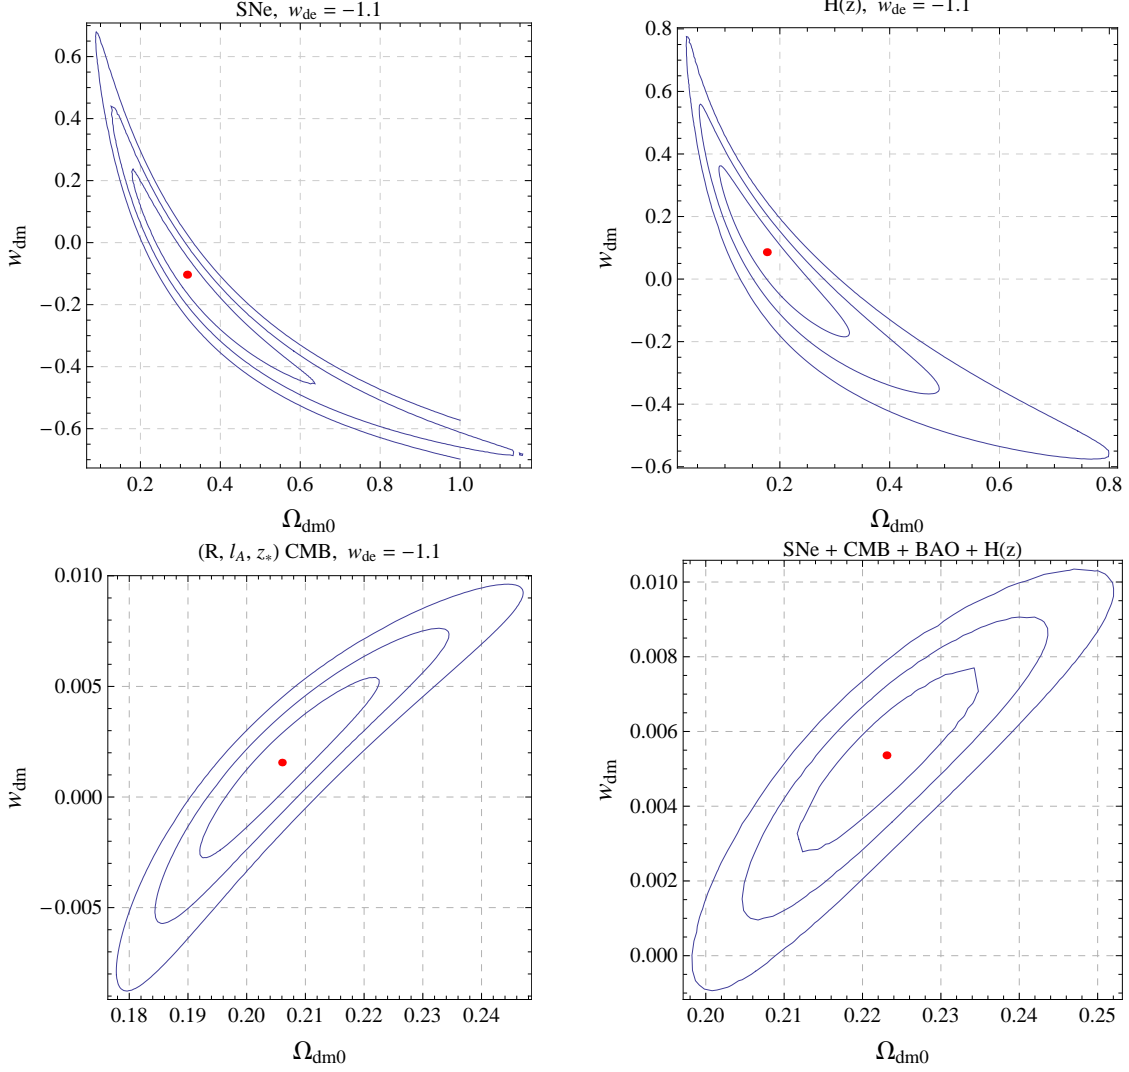 SNe, w_de = −1.1
0.6
0.4
0.2
0.0
−0.2
−0.4
−0.6
w_dm
0.2 0.4 0.6 0.8 1.0
Ω_dm0
H(z), w_de = −1.1
0.8
0.6
0.4
0.2
0.0
−0.2
−0.4
−0.6
w_dm
0.2 0.4 0.6 0.8
Ω_dm0
(R, l_A, z_*) CMB, w_de = −1.1
0.010
0.005
0.000
−0.005
w_dm
0.18 0.19 0.20 0.21 0.22 0.23 0.24
Ω_dm0
SNe + CMB + BAO + H(z)
0.010
0.008
0.006
0.004
0.002
0.000
w_dm
0.20 0.21 0.22 0.23 0.24 0.25
Ω_dm0